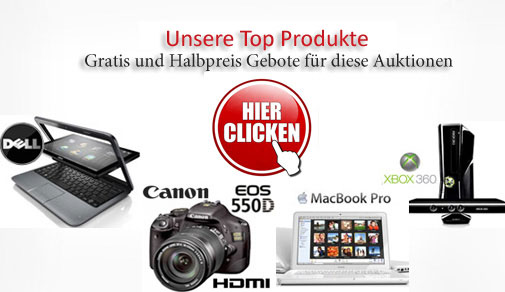 Unsere Top Produkte
Gratis und Halbpreis Gebote für diese Auktionen
HIER
CLICKEN
DELL
XBOX 360
Canon EOS
550D
MacBook Pro
HDMI